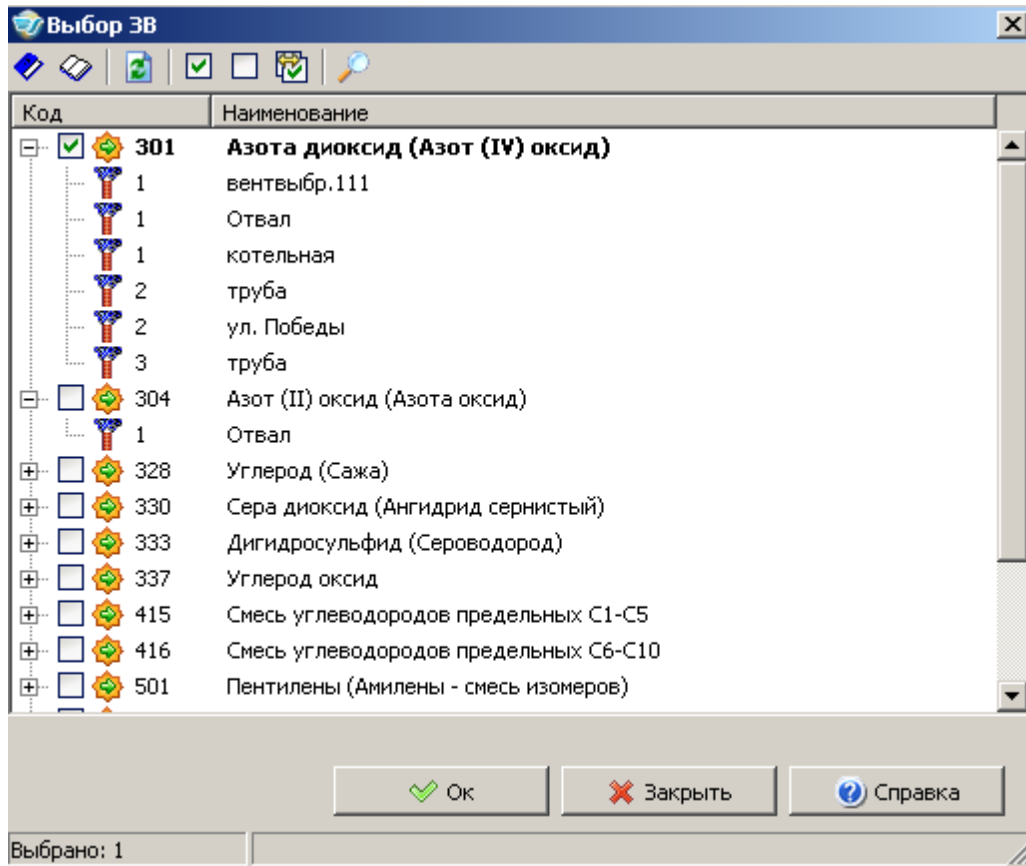 Выбор ЗВ
Код Наименование
301 Азота диоксид (Азот (IV) оксид)
1 вентвыбр.111
1 Отвал
1 котельная
2 труба
2 ул. Победы
3 труба
304 Азот (II) оксид (Азота оксид)
1 Отвал
328 Углерод (Сажа)
330 Сера диоксид (Ангидрид сернистый)
333 Дигидросульфид (Сероводород)
337 Углерод оксид
415 Смесь углеводородов предельных С1-С5
416 Смесь углеводородов предельных С6-С10
501 Пентилены (Амилены - смесь изомеров)
Ок Закрыть Справка
Выбрано: 1